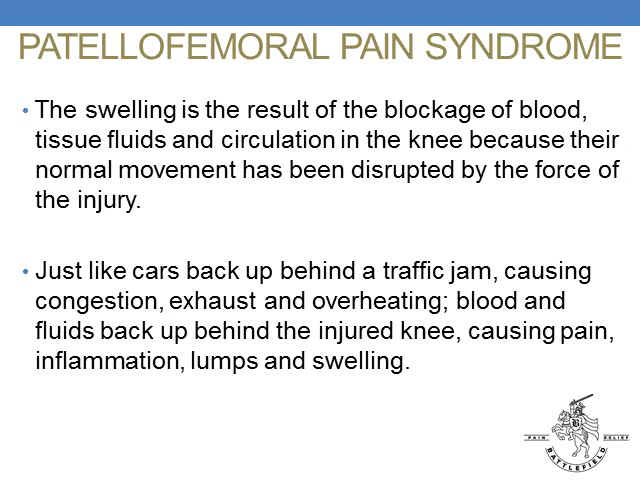 PATELLOFEMORAL PAIN SYNDROME
• The swelling is the result of the blockage of blood,
tissue fluids and circulation in the knee because their
normal movement has been disrupted by the force of
the injury.
• Just like cars back up behind a traffic jam, causing
congestion, exhaust and overheating; blood and
fluids back up behind the injured knee, causing pain,
inflammation, lumps and swelling.
B
PAIN RELIEF
BATTLEFIELD